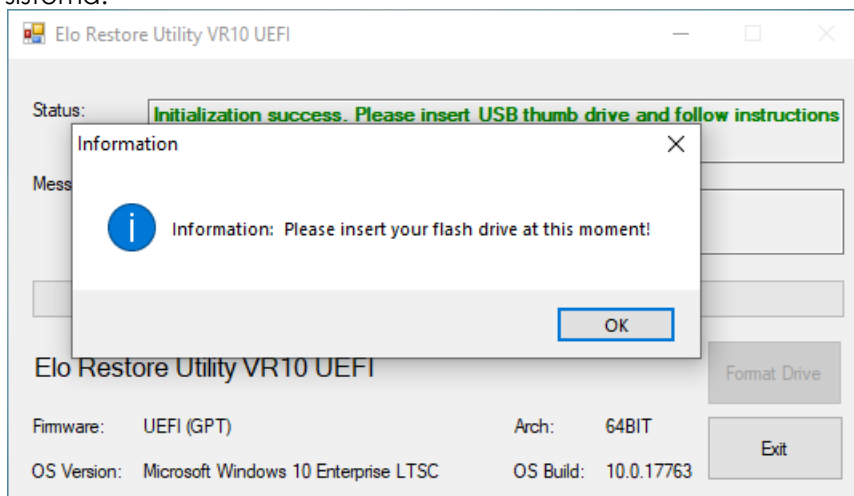 Elo Restore Utility VR10 UEFI
Status:
Initialization success. Please insert USB thumb drive and follow instructions
Information
Information: Please insert your flash drive at this moment!
OK
Elo Restore Utility VR10 UEFI
Format Drive
Firmware: UEFI (GPT) Arch: 64BIT
Exit
OS Version: Microsoft Windows 10 Enterprise LTSC OS Build: 10.0.17763